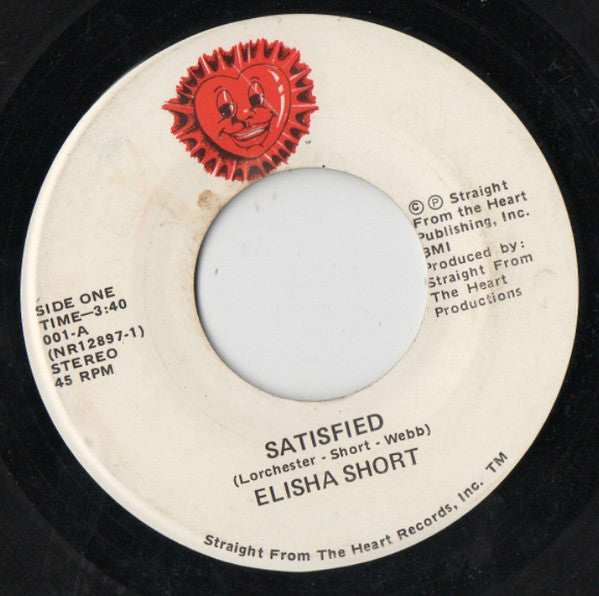 TM
© ℗ Straight
From the Heart
Publishing, Inc.
BMI
Produced by:
Straight From
The Heart
Productions
SIDE ONE
TIME—3:40
001-A
(NR12897-1)
STEREO
45 RPM
SATISFIED
(Lorchester - Short - Webb)
ELISHA SHORT
Straight From The Heart Records, Inc. TM